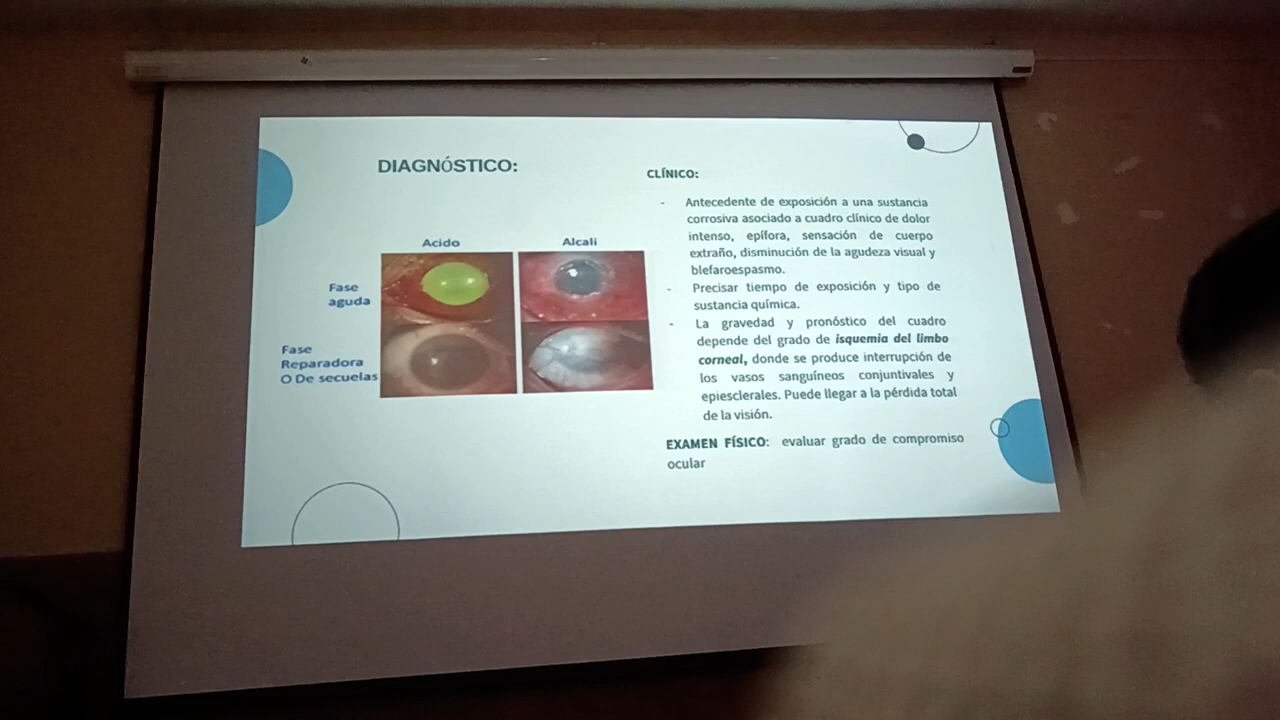 DIAGNÓSTICO:
Acido
Alcali
Fase
aguda
Fase
Reparadora
O De secuelas
CLÍNICO:
- Antecedente de exposición a una sustancia
corrosiva asociado a cuadro clínico de dolor
intenso, epífora, sensación de cuerpo
extraño, disminución de la agudeza visual y
blefaroespasmo.
- Precisar tiempo de exposición y tipo de
sustancia química.
- La gravedad y pronóstico del cuadro
depende del grado de isquemia del limbo
corneal, donde se produce interrupción de
los vasos sanguíneos conjuntivales y
epiesclerales. Puede llegar a la pérdida total
de la visión.
EXAMEN FÍSICO: evaluar grado de compromiso
ocular